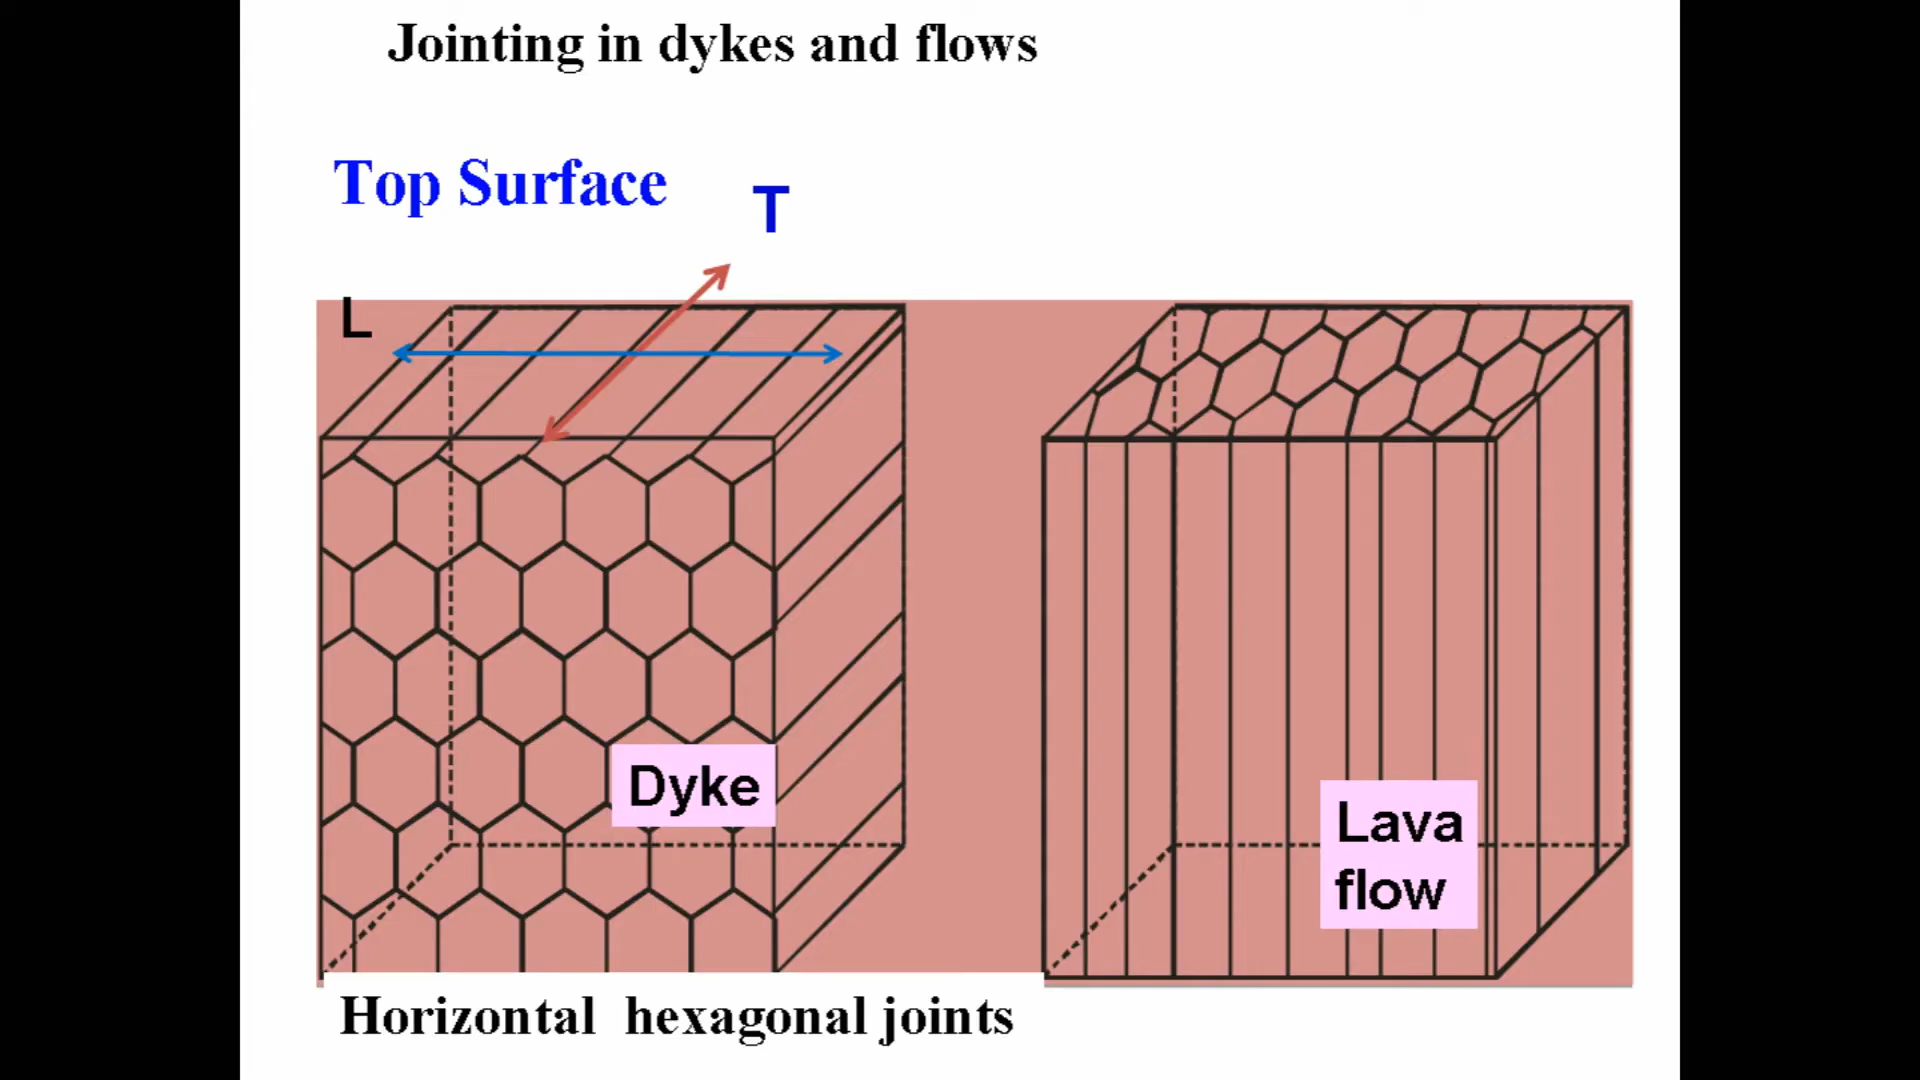 Jointing in dykes and flows
Top Surface
T
L
Dyke
Lava
flow
Horizontal hexagonal joints